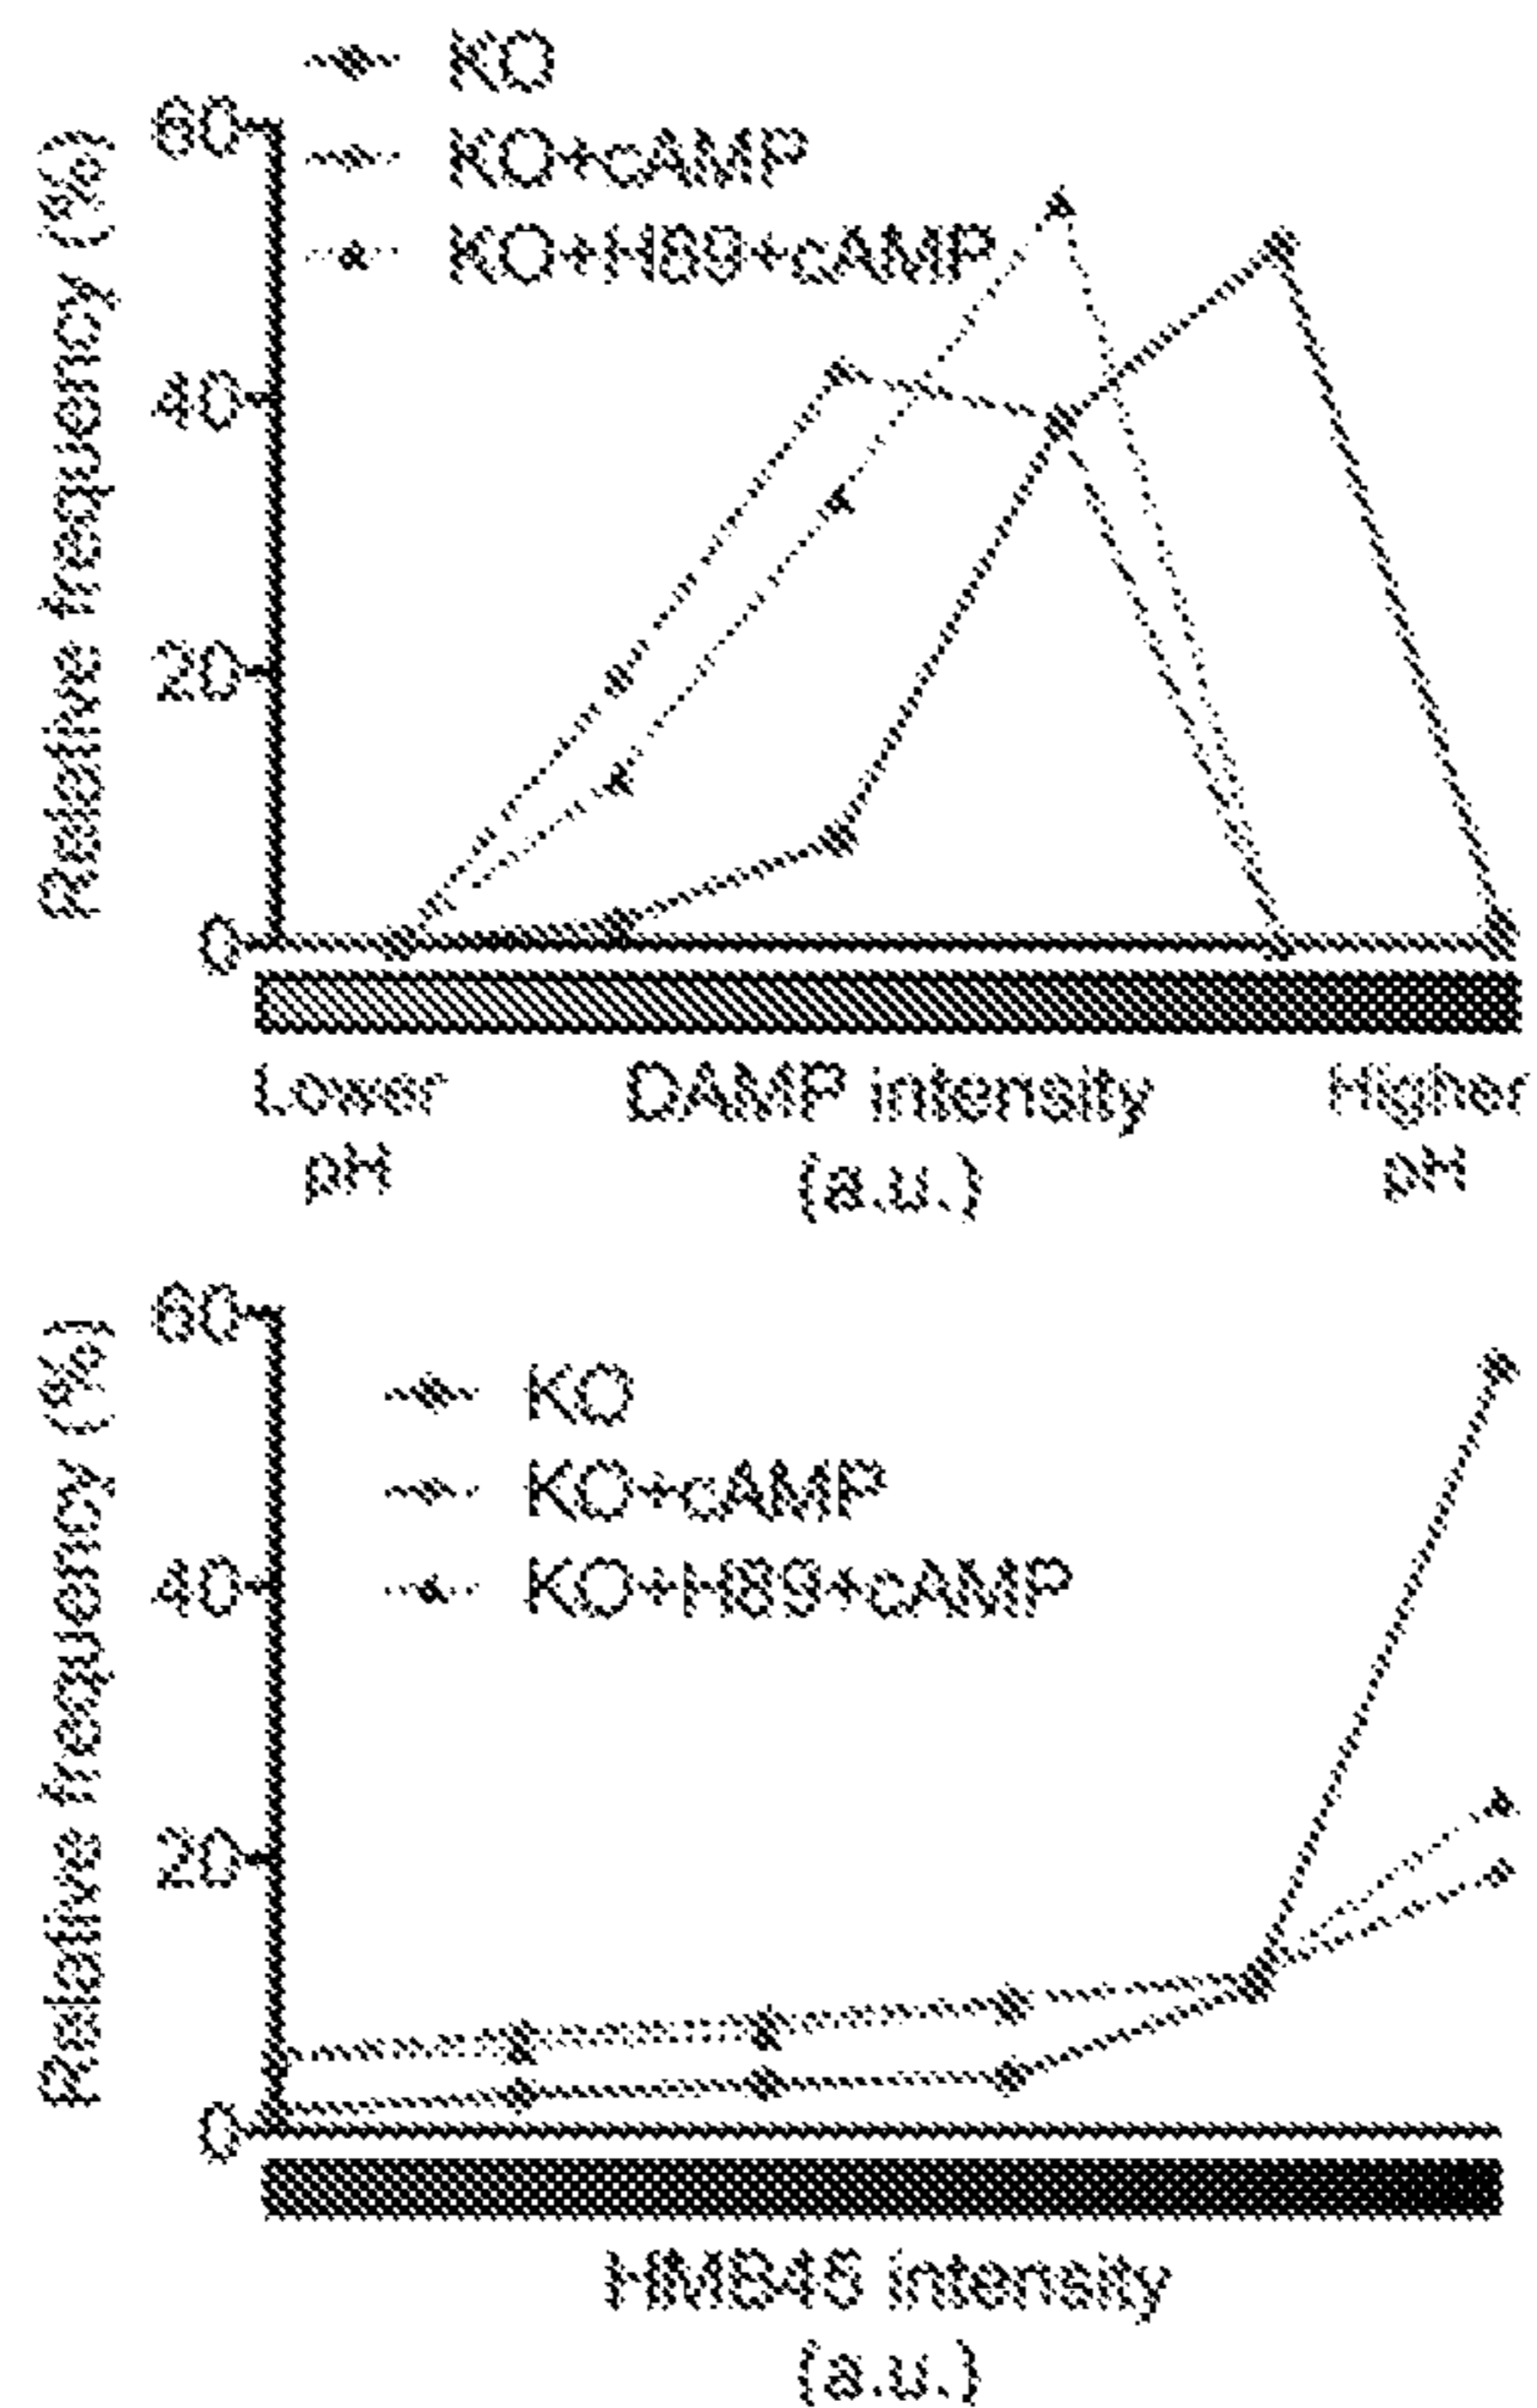 KO
KO+cAMP
KO+H89+cAMP
Relative frequency (%)
60
40
20
0
Lower pH
DAMP intensity (a.u.)
Higher pH
KO
KO+cAMP
KO+H89+cAMP
Relative frequency (%)
60
40
20
0
HMB45 intensity
(a.u.)